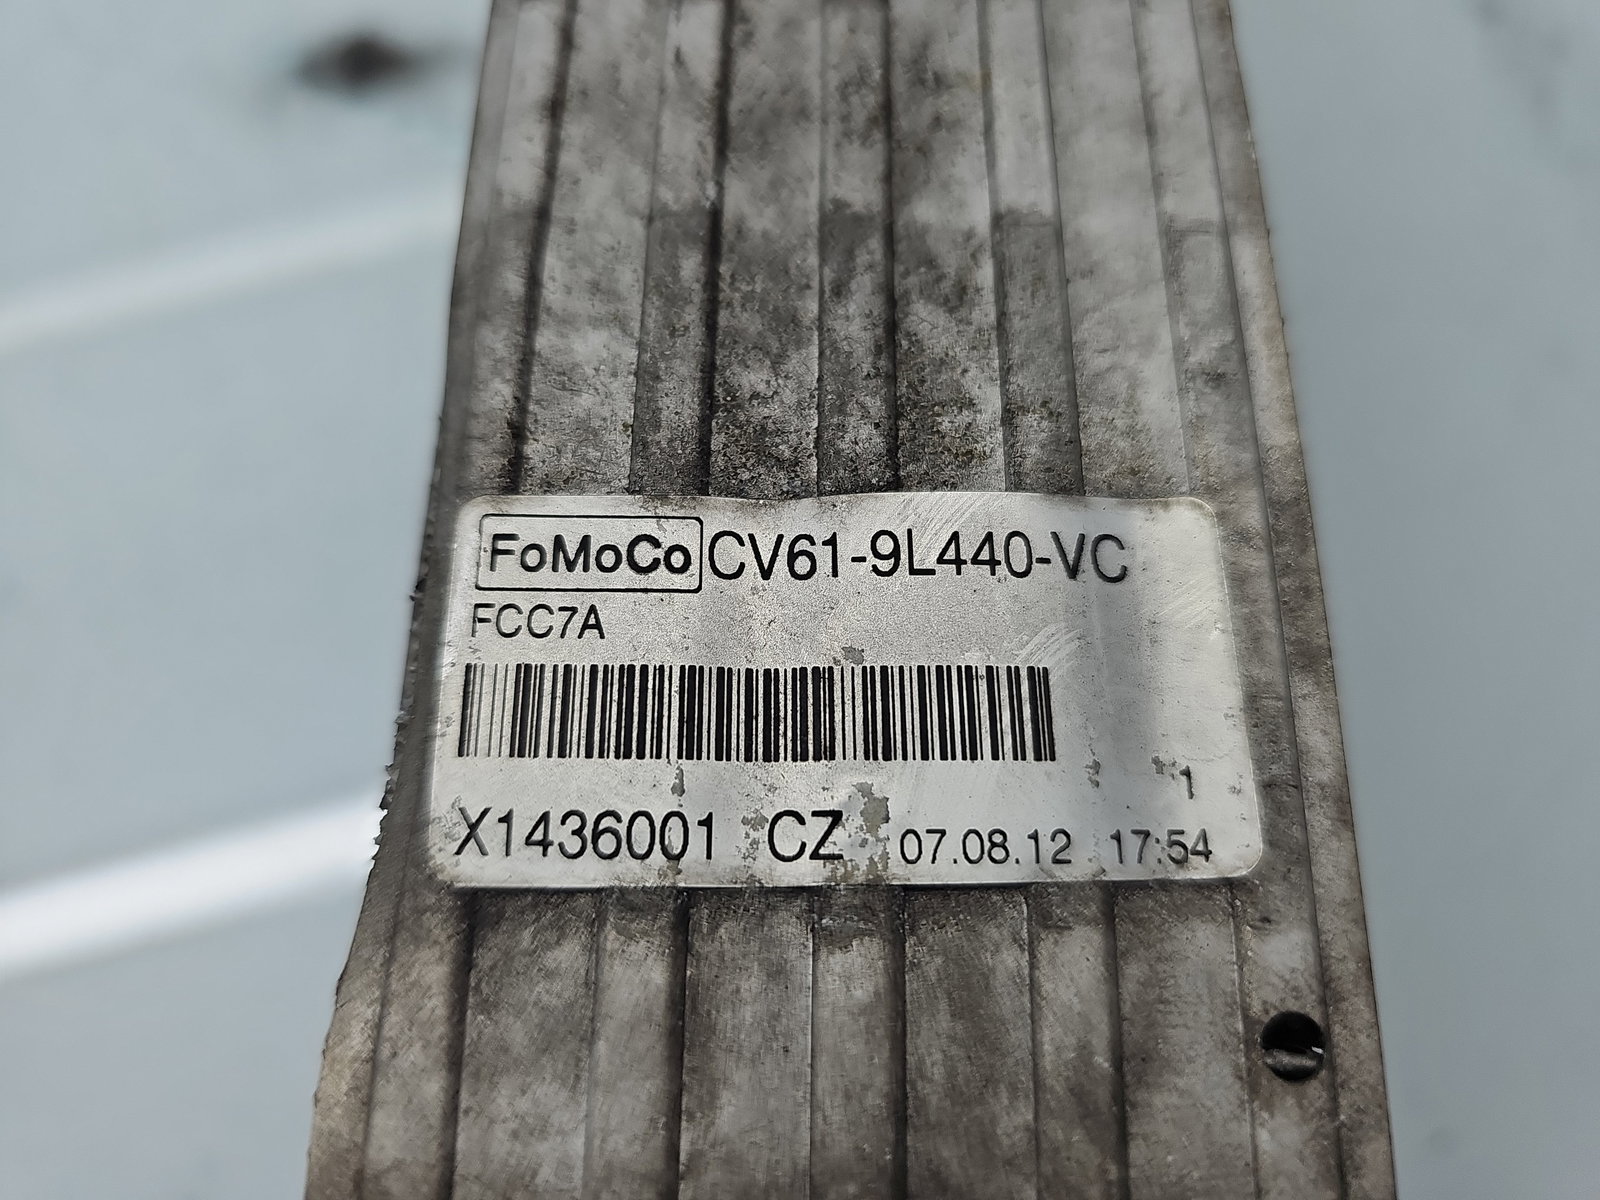 FoMoCo CV61-9L440-VC
FCC7A
1
X1436001 CZ 07.08.12 17:54